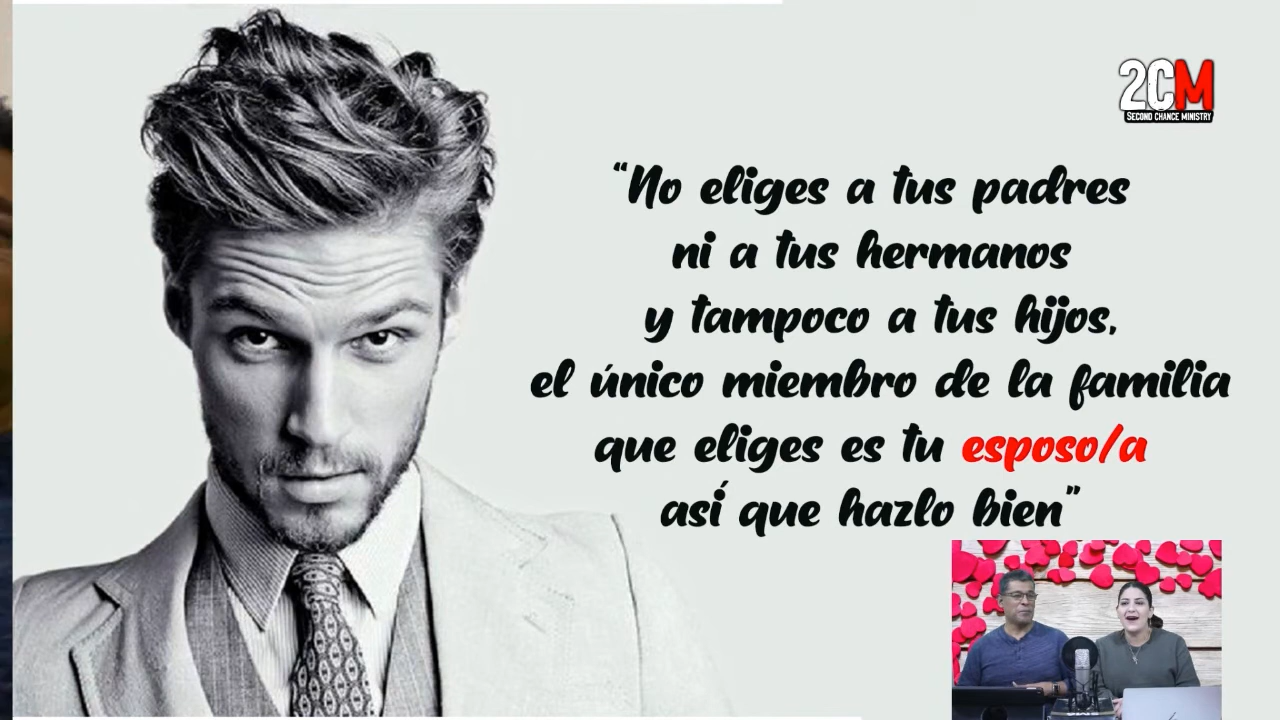 2CM
SECOND CHANCE MINISTRY
“No eliges a tus padres
ni a tus hermanos
y tampoco a tus hijos,
el único miembro de la familia
que eliges es tu esposo/a
así que hazlo bien”